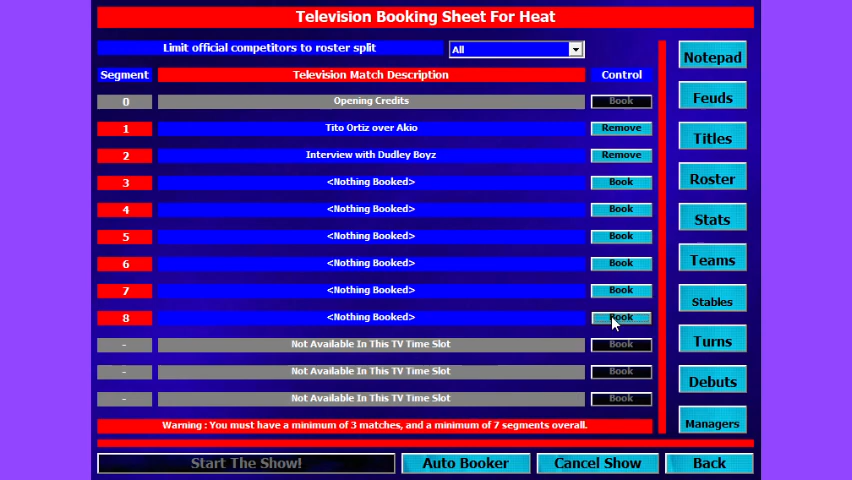 Television Booking Sheet For Heat
Limit official competitors to roster split All
Segment Television Match Description Control
0 Opening Credits Book
1 Tito Ortiz over Akio Remove
2 Interview with Dudley Boyz Remove
3 <Nothing Booked> Book
4 <Nothing Booked> Book
5 <Nothing Booked> Book
6 <Nothing Booked> Book
7 <Nothing Booked> Book
8 <Nothing Booked> Book
- Not Available In This TV Time Slot Book
- Not Available In This TV Time Slot Book
- Not Available In This TV Time Slot Book
Warning : You must have a minimum of 3 matches, and a minimum of 7 segments overall.
Start The Show! Auto Booker Cancel Show Back
Notepad
Feuds
Titles
Roster
Stats
Teams
Stables
Turns
Debuts
Managers